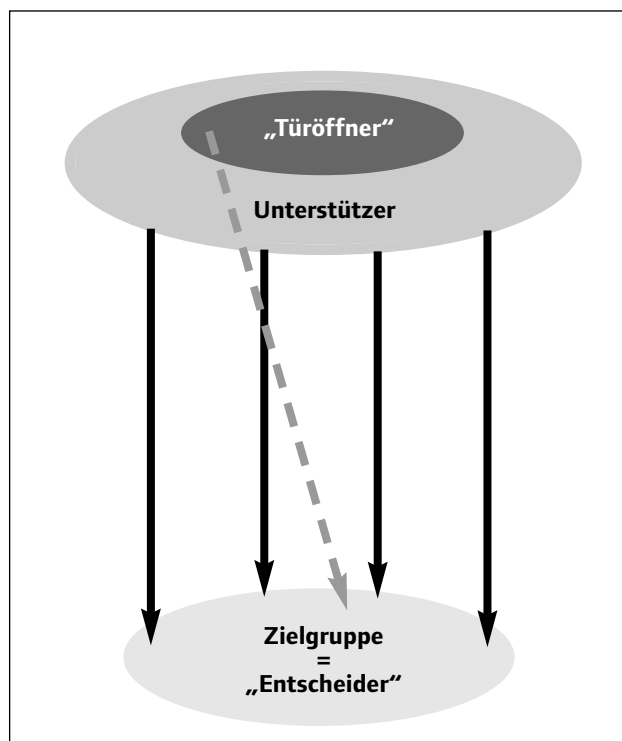 „Türöffner“
Unterstützer
Zielgruppe
=
„Entscheider“